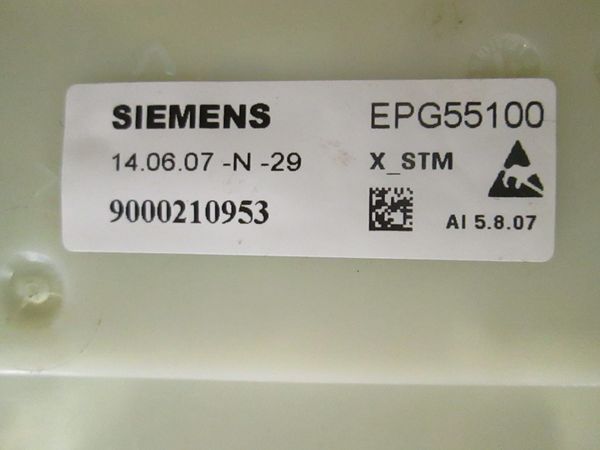 SIEMENS EPG55100
14.06.07 -N -29 X_STM
9000210953 AI 5.8.07